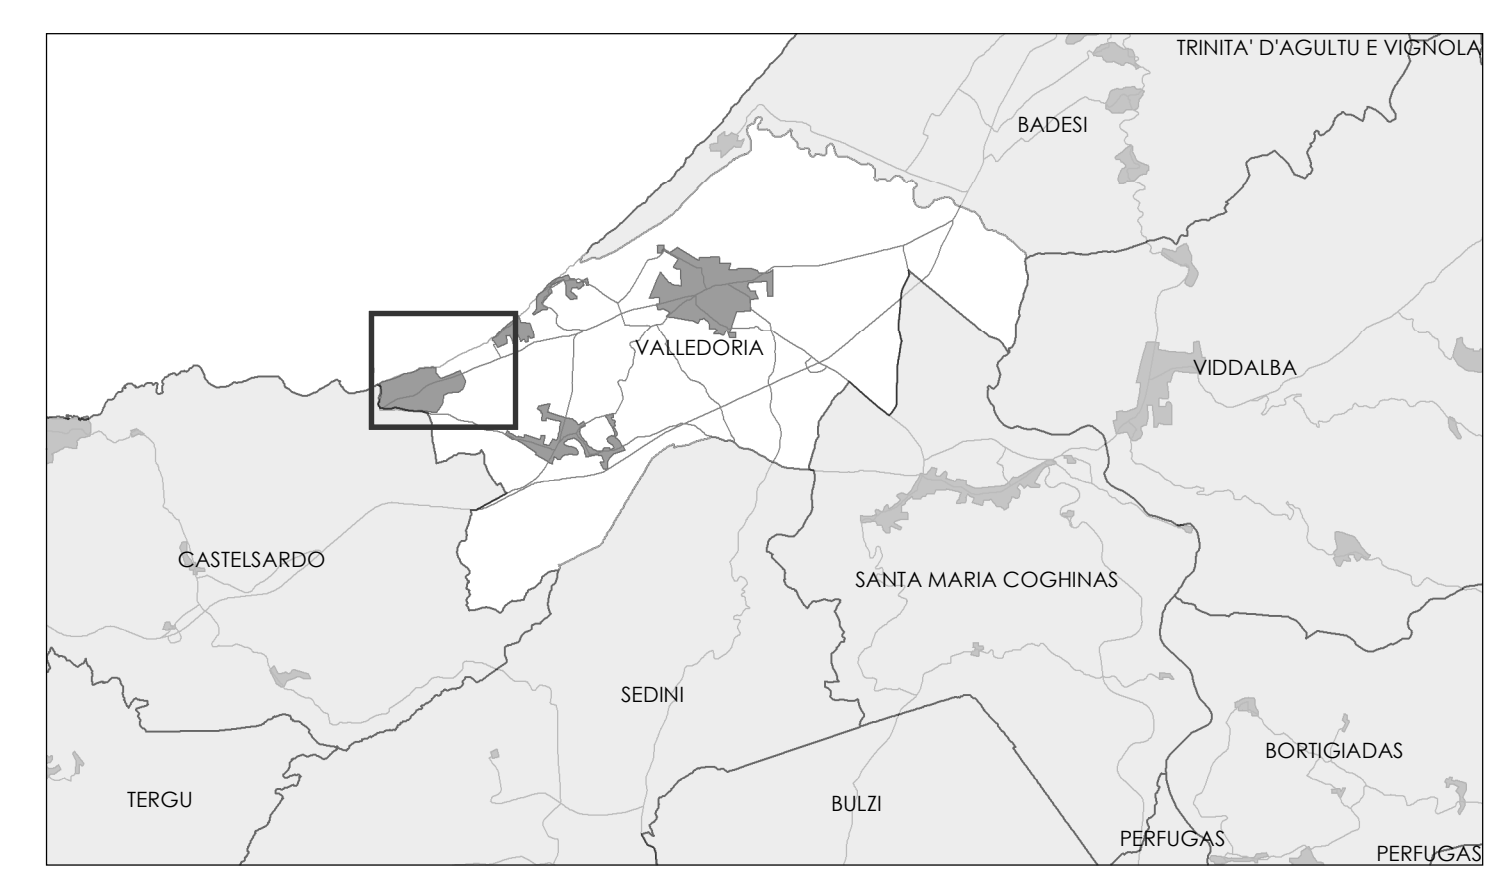 TRINITA' D'AGULTU E VIGNOLA
BADESI
VALLEDORIA
VIDDALBA
CASTELSARDO
SANTA MARIA COGHINAS
SEDINI
BORTIGIADAS
TERGU
BULZI
PERFUGAS
PERFUGAS